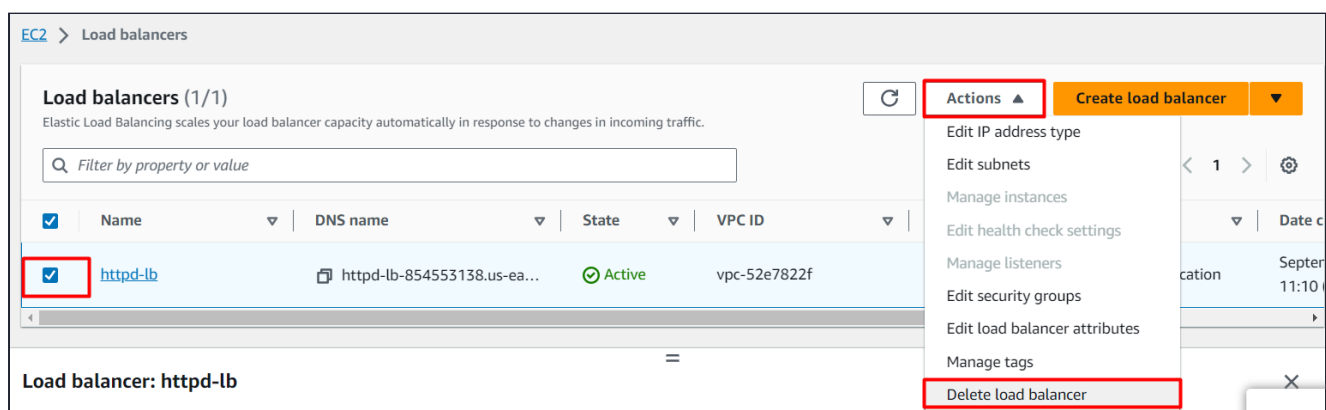 EC2 > Load balancers
Load balancers (1/1)
Actions ▲
Create load balancer ▼
Elastic Load Balancing scales your load balancer capacity automatically in response to changes in incoming traffic.
Filter by property or value
< 1 >
Name
DNS name
State
VPC ID
Date c
httpd-lb
httpd-lb-854553138.us-ea...
Active
vpc-52e7822f
cation
Septer
11:10
Edit IP address type
Edit subnets
Manage instances
Edit health check settings
Manage listeners
Edit security groups
Edit load balancer attributes
Manage tags
Delete load balancer
Load balancer: httpd-lb